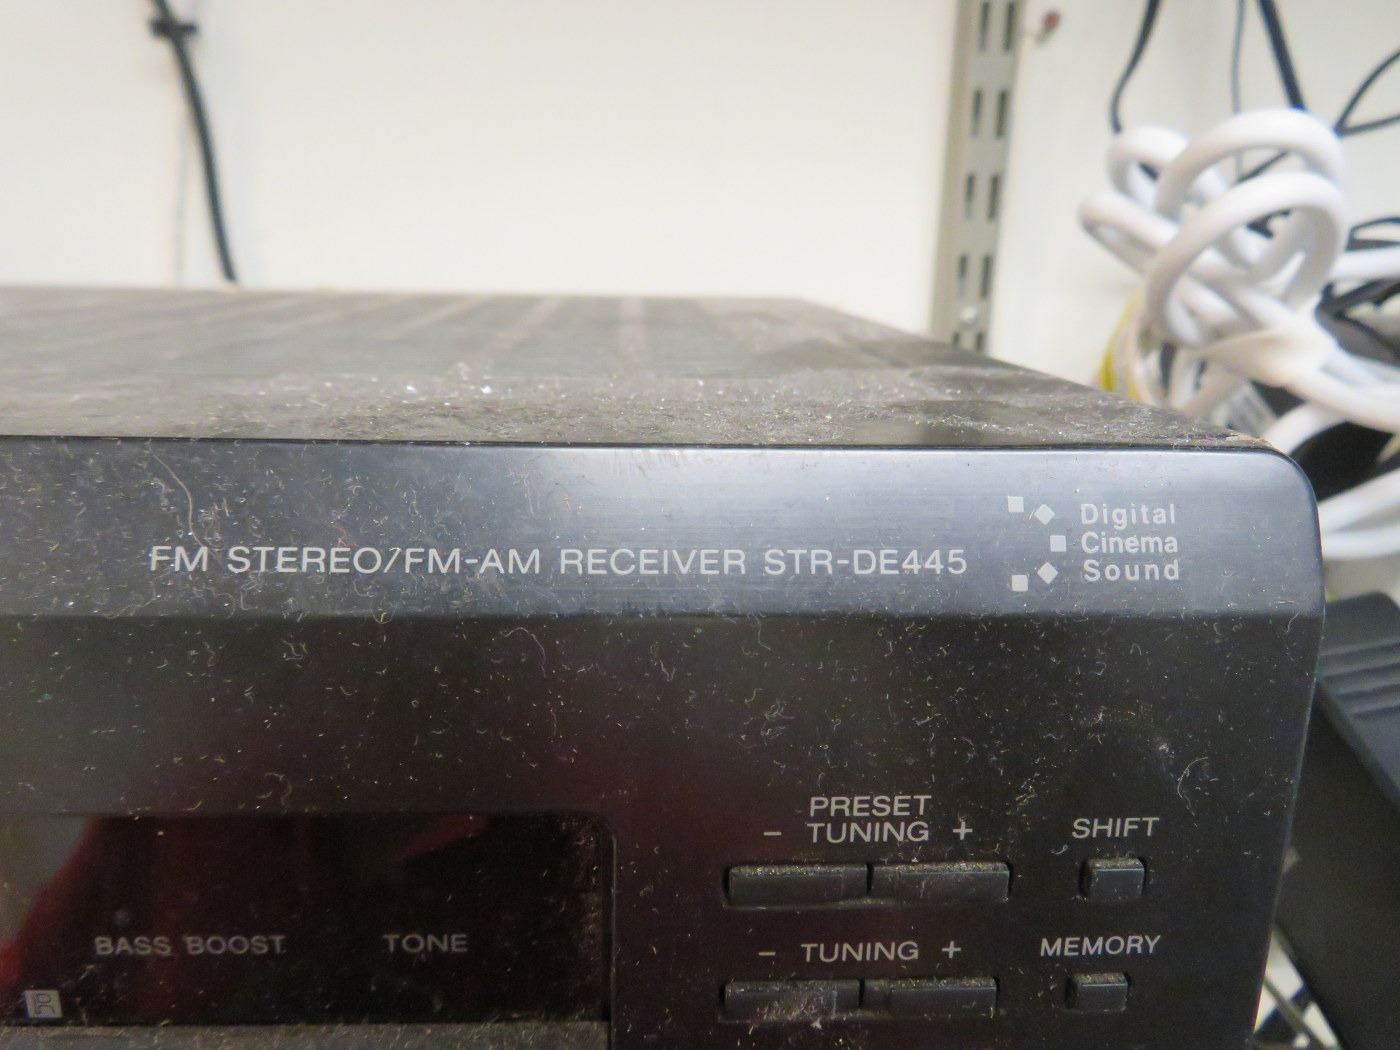 FM STEREO/FM-AM RECEIVER STR-DE445
Digital
Cinema
Sound
PRESET
– TUNING +
SHIFT
BASS BOOST
TONE
– TUNING +
MEMORY